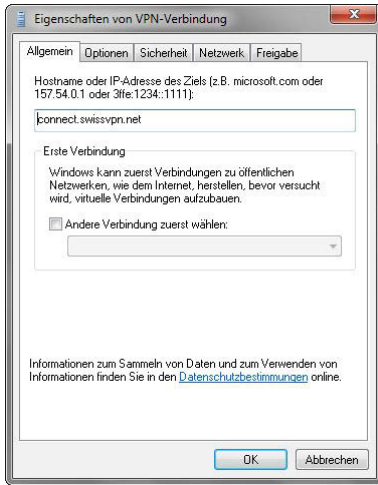 Eigenschaften von VPN-Verbindung
Allgemein Optionen Sicherheit Netzwerk Freigabe
Hostname oder IP-Adresse des Ziels (z.B. microsoft.com oder
157.54.0.1 oder 3ffe:1234::1111):
connect.swissvpn.net
Erste Verbindung
Windows kann zuerst Verbindungen zu öffentlichen
Netzwerken, wie dem Internet, herstellen, bevor versucht
wird, virtuelle Verbindungen aufzubauen.
Andere Verbindung zuerst wählen:
Informationen zum Sammeln von Daten und zum Verwenden von
Informationen finden Sie in den Datenschutzbestimmungen online.
OK Abbrechen